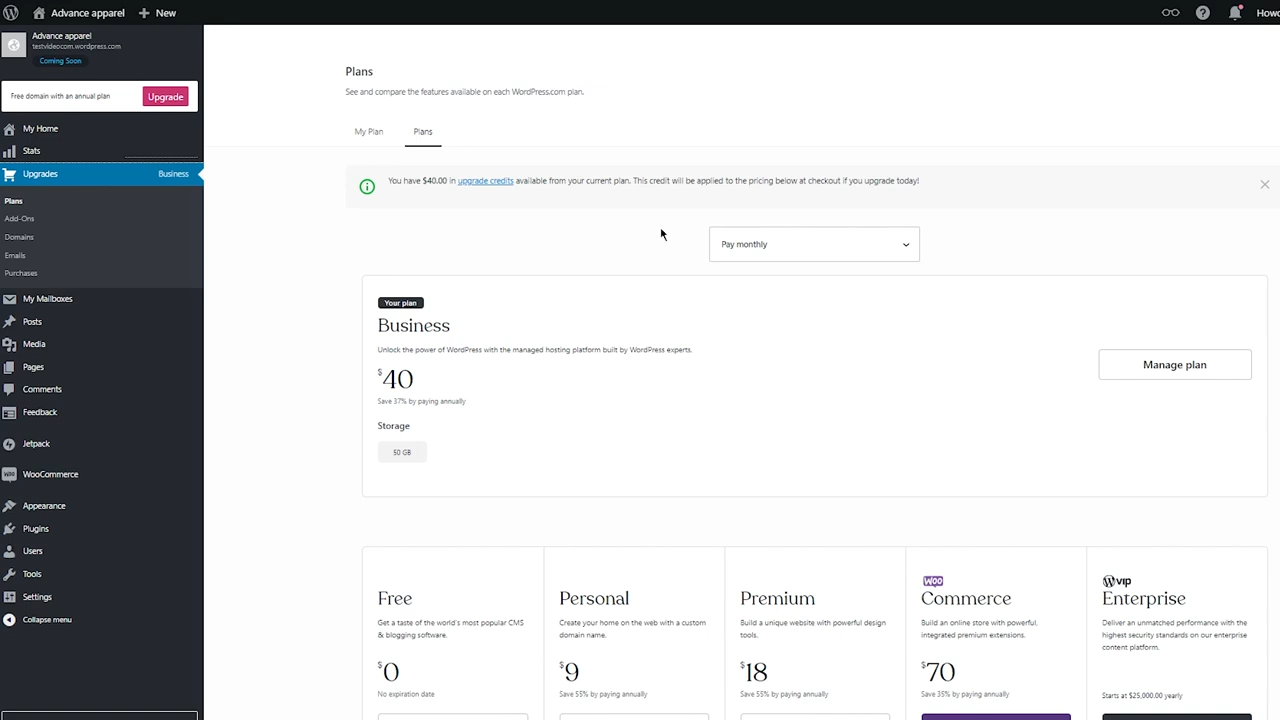 Advance apparel
New
Howd
Advance apparel
testvideocom.wordpress.com
Coming Soon
Free domain with an annual plan
Upgrade
My Home
Stats
Upgrades
Business
Plans
Add-Ons
Domains
Emails
Purchases
My Mailboxes
Posts
Media
Pages
Comments
Feedback
Jetpack
WooCommerce
Appearance
Plugins
Users
Tools
Settings
Collapse menu
Plans
See and compare the features available on each WordPress.com plan.
My Plan
Plans
You have $40.00 in upgrade credits available from your current plan. This credit will be applied to the pricing below at checkout if you upgrade today!
Pay monthly
Your plan
Business
Unlock the power of WordPress with the managed hosting platform built by WordPress experts.
$40
Save 37% by paying annually
Storage
50 GB
Manage plan
Free
Get a taste of the world's most popular CMS
& blogging software.
$0
No expiration date
Personal
Create your home on the web with a custom
domain name.
$9
Save 55% by paying annually
Premium
Build a unique website with powerful design
tools.
$18
Save 55% by paying annually
WOO
Commerce
Build an online store with powerful,
integrated premium extensions.
$70
Save 35% by paying annually
vip
Enterprise
Deliver an unmatched performance with the
highest security standards on our enterprise
content platform.
Starts at $25,000.00 yearly